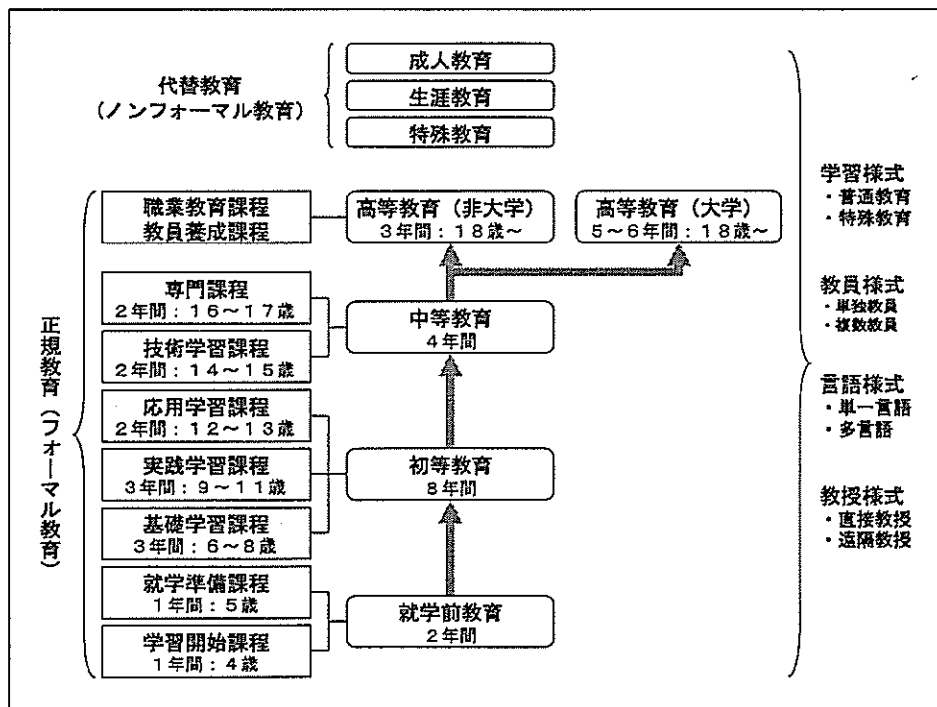 代替教育
（ノンフォーマル教育）
成人教育
生涯教育
特殊教育
正規教育（フォーマル教育）
職業教育課程
教員養成課程
高等教育（非大学）
３年間：１８歳～
高等教育（大学）
５～６年間：１８歳～
専門課程
２年間：１６～１７歳
技術学習課程
２年間：１４～１５歳
中等教育
４年間
応用学習課程
２年間：１２～１３歳
実践学習課程
３年間：９～１１歳
基礎学習課程
３年間：６～８歳
初等教育
８年間
就学準備課程
１年間：５歳
学習開始課程
１年間：４歳
就学前教育
２年間
学習様式
・普通教育
・特殊教育
教員様式
・単独教員
・複数教員
言語様式
・単一言語
・多言語
教授様式
・直接教授
・遠隔教授